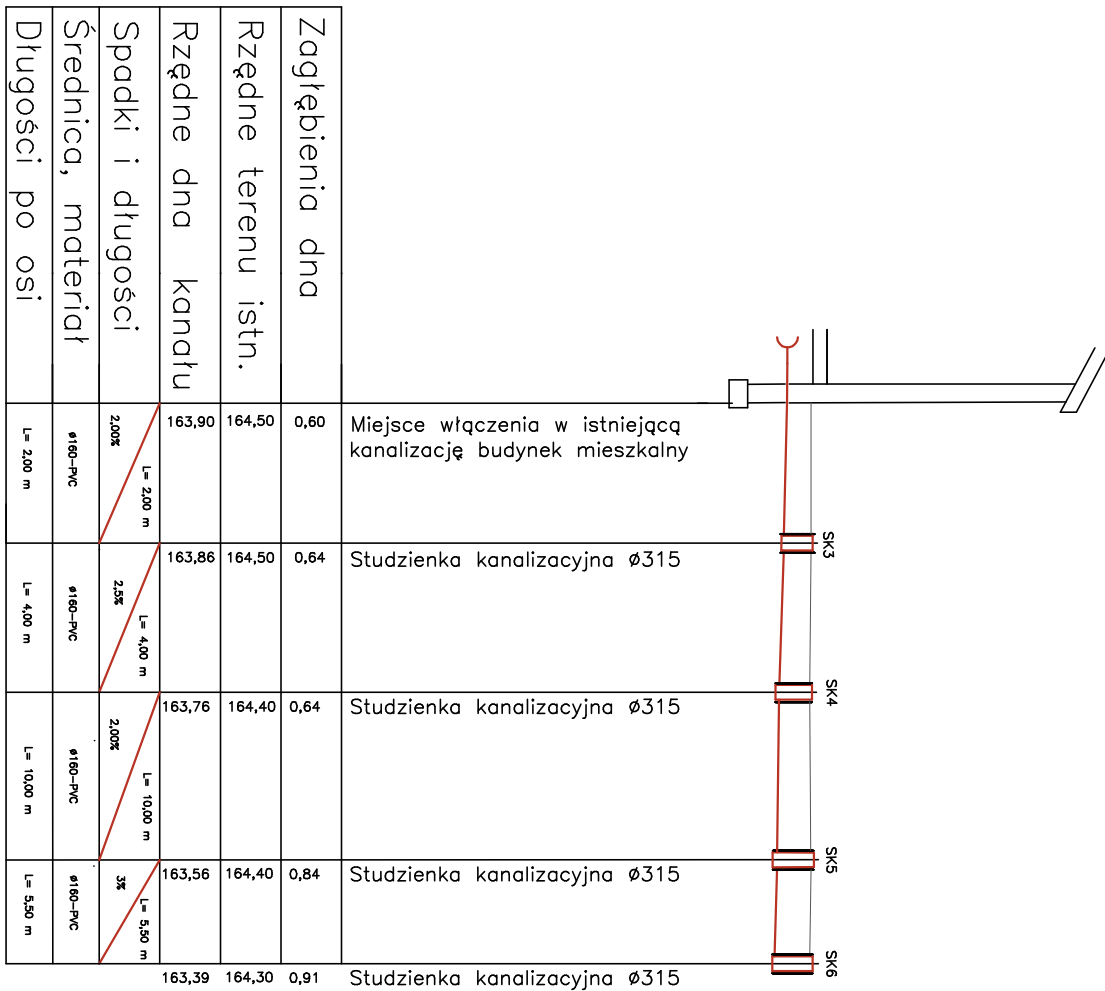 Zagłębienia dna
Rzędne terenu istn.
Rzędne dna kanału
Spadki i długości
Średnica, materiał
Długości po osi
163,90 164,50 0,60 Miejsce włączenia w istniejącą
kanalizację budynek mieszkalny
2,00%
L= 2,00 m
ø160-PVC
L= 2,00 m
SK3
163,86 164,50 0,64 Studzienka kanalizacyjna ø315
2,5%
L= 4,00 m
ø160-PVC
L= 4,00 m
SK4
163,76 164,40 0,64 Studzienka kanalizacyjna ø315
2,00%
L= 10,00 m
ø160-PVC
L= 10,00 m
SK5
163,56 164,40 0,84 Studzienka kanalizacyjna ø315
3%
L= 5,50 m
ø160-PVC
L= 5,50 m
SK6
163,39 164,30 0,91 Studzienka kanalizacyjna ø315